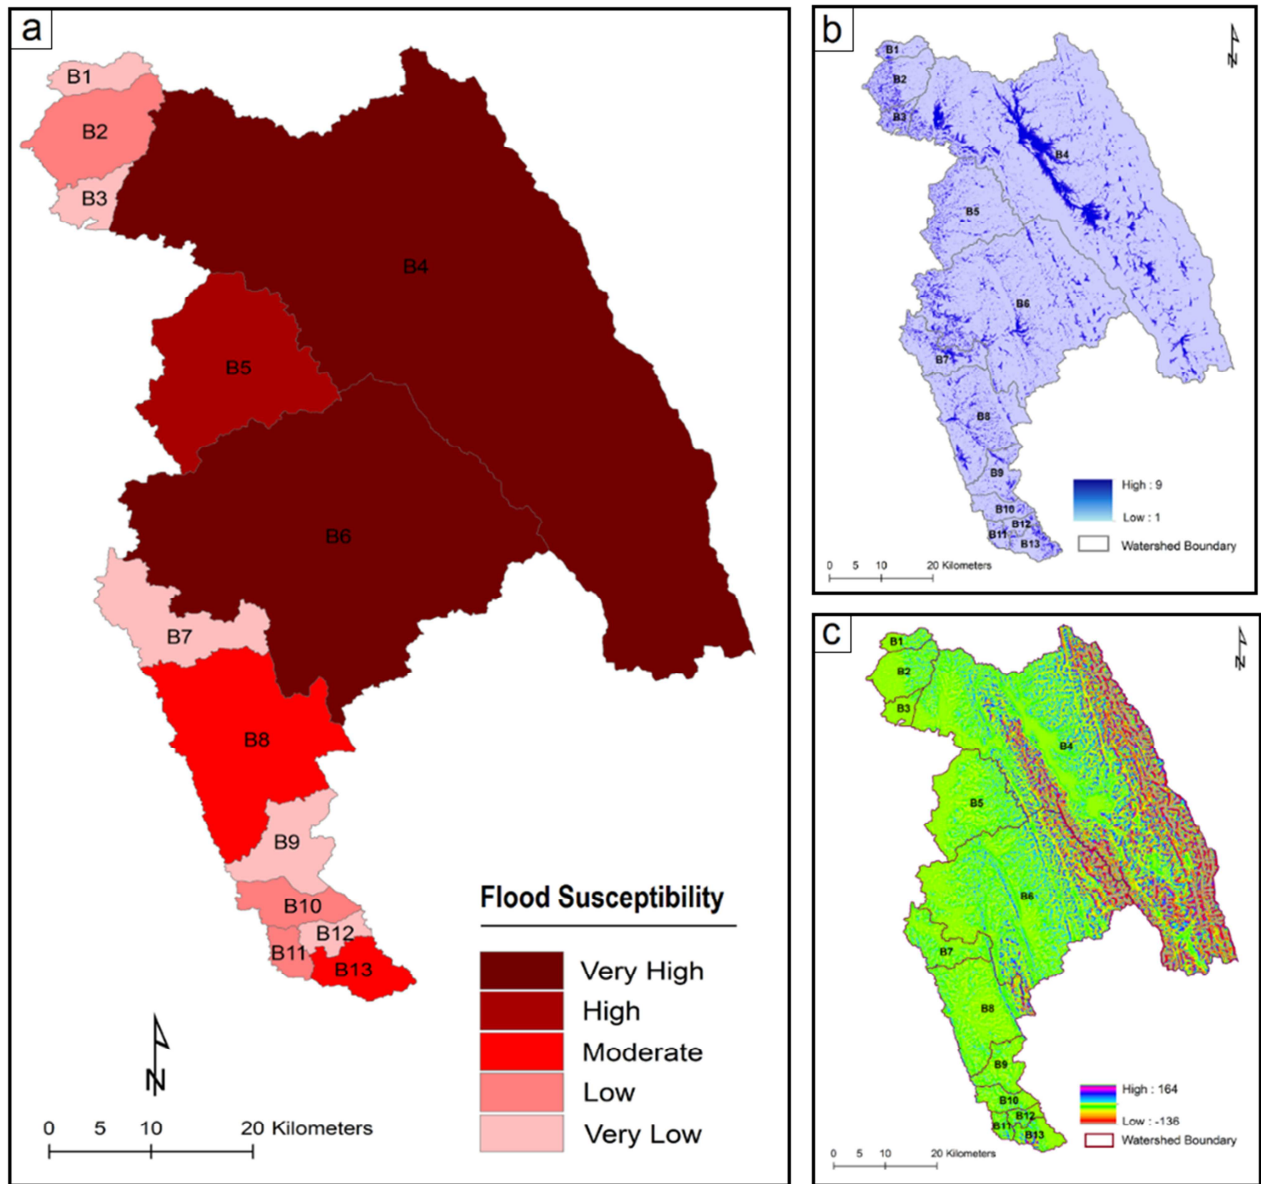 a
B1
B2
B3
B4
B5
B6
B7
B8
B9
B10
B12
B11
B13
N
0 5 10 20 Kilometers
Flood Susceptibility
Very High
High
Moderate
Low
Very Low
b
N
B1
B2
B3
B4
B5
B6
B7
B8
B9
B10
B12
B11
B13
High : 9
Low : 1
Watershed Boundary
0 5 10 20 Kilometers
c
N
B1
B2
B3
B4
B5
B6
B7
B8
B9
B10
B12
B11
B13
High : 164
Low : -136
Watershed Boundary
0 5 10 20 Kilometers